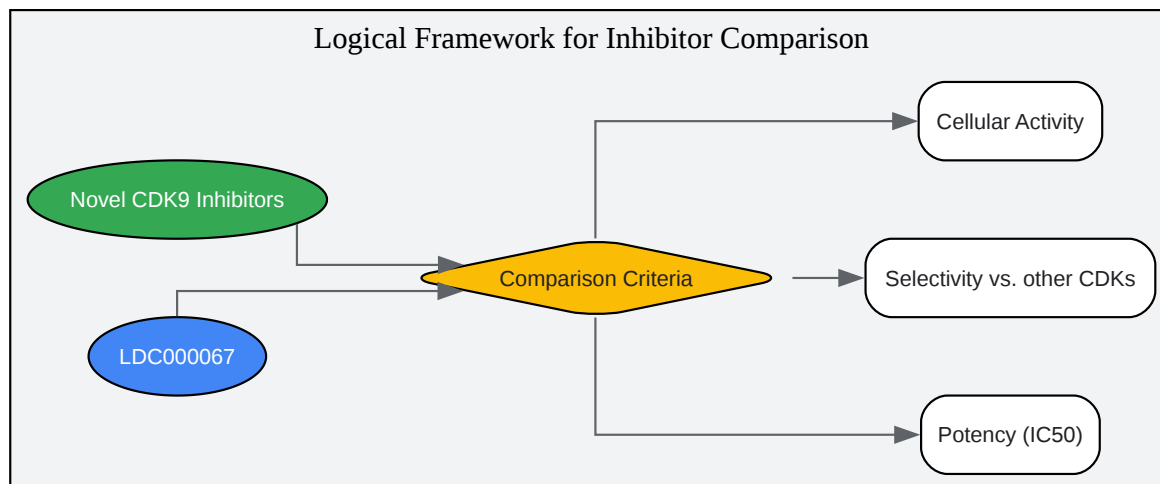 Logical Framework for Inhibitor Comparison
Cellular Activity
Novel CDK9 Inhibitors
Comparison Criteria
Selectivity vs. other CDKs
LDC000067
Potency (IC50)